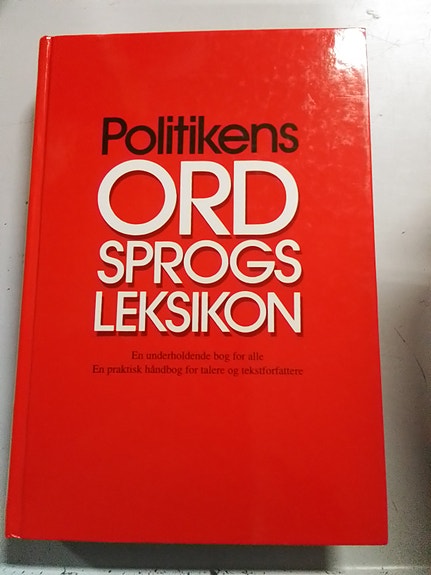 Politikens
ORD
SPROGS
LEKSIKON
En underholdende bog for alle
En praktisk håndbog for talere og tekstforfattere